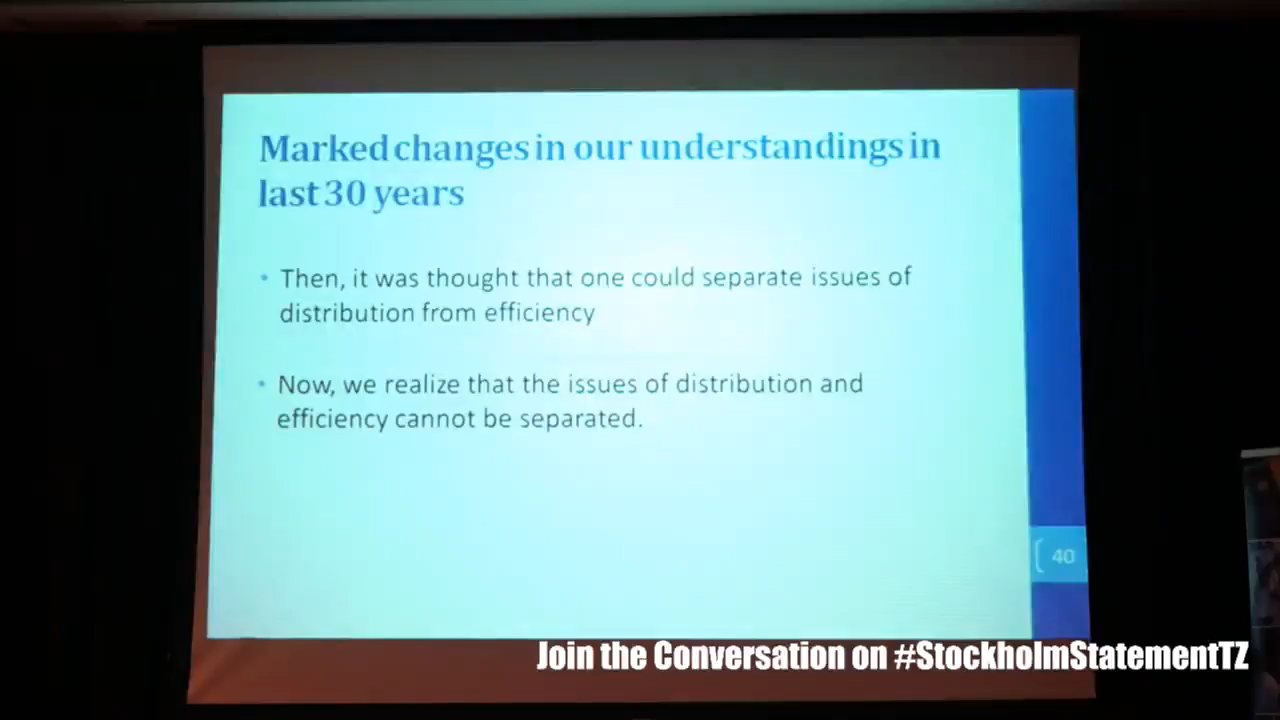 Marked changes in our understandings in
last 30 years
• Then, it was thought that one could separate issues of
distribution from efficiency
• Now, we realize that the issues of distribution and
efficiency cannot be separated.
40
Join the Conversation on #StockholmStatementTZ